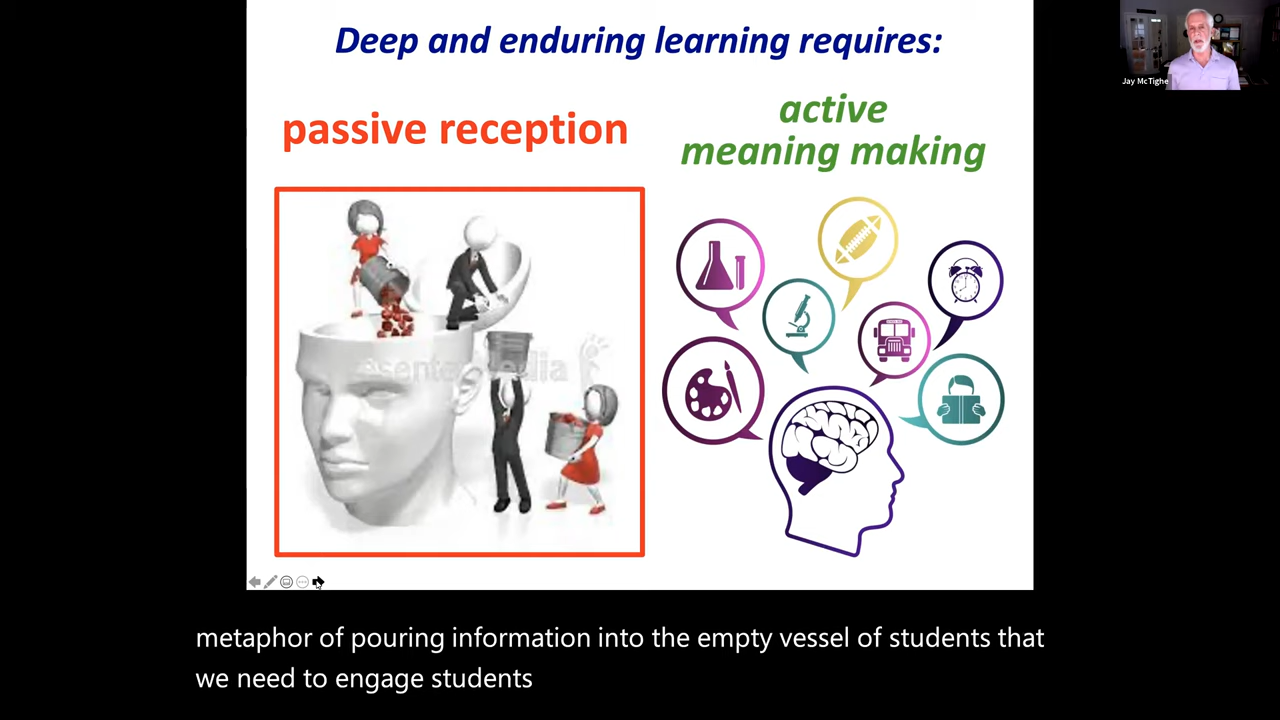 Deep and enduring learning requires:
passive reception
active
meaning making
Jay McTighe
metaphor of pouring information into the empty vessel of students that
we need to engage students